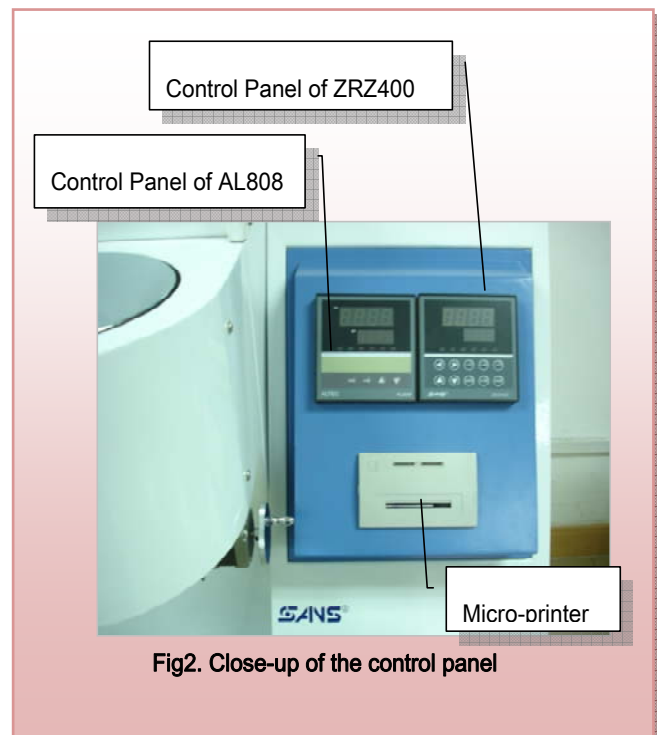 Control Panel of ZRZ400
Control Panel of AL808
SANS®
Micro-printer
Fig2. Close-up of the control panel